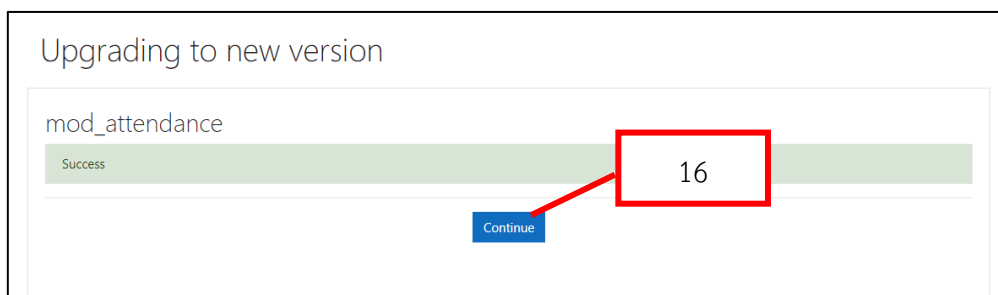 Upgrading to new version
mod_attendance
Success
16
Continue